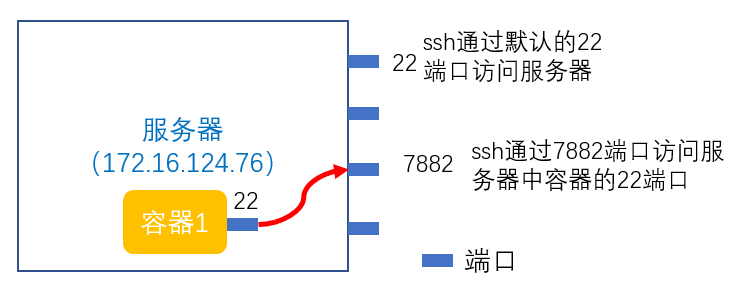 22
ssh通过默认的22
端口访问服务器
服务器
（172.16.124.76）
7882
ssh通过7882端口访问服
务器中容器的22端口
22
容器1
端口